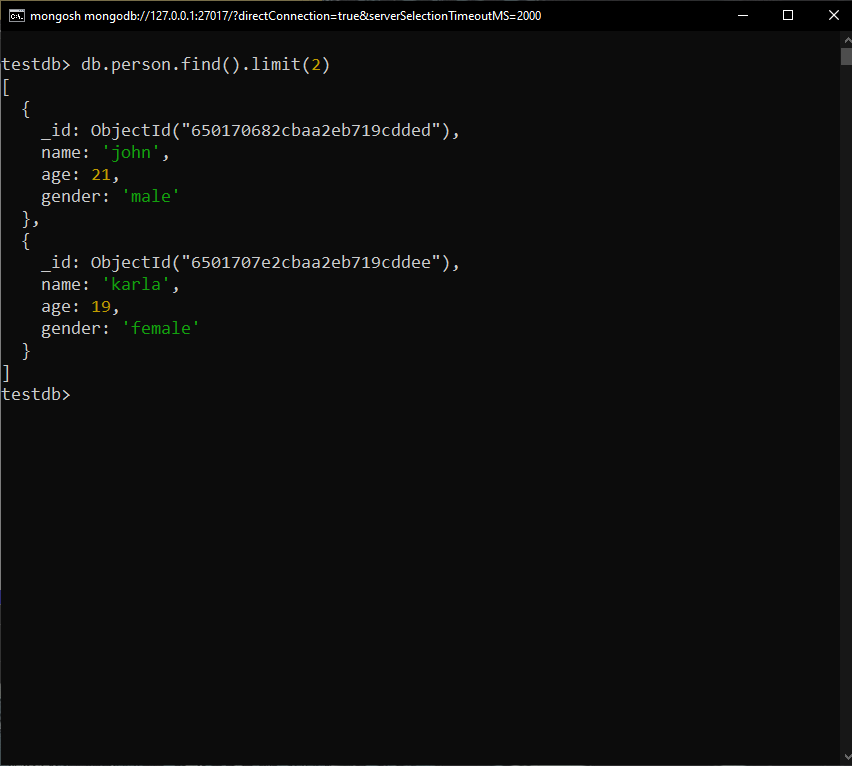 mongosh mongodb://127.0.0.1:27017/?directConnection=true&serverSelectionTimeoutMS=2000
testdb> db.person.find().limit(2)
[
  {
    _id: ObjectId("650170682cbaa2eb719cdded"),
    name: 'john',
    age: 21,
    gender: 'male'
  },
  {
    _id: ObjectId("6501707e2cbaa2eb719cddee"),
    name: 'karla',
    age: 19,
    gender: 'female'
  }
]
testdb>